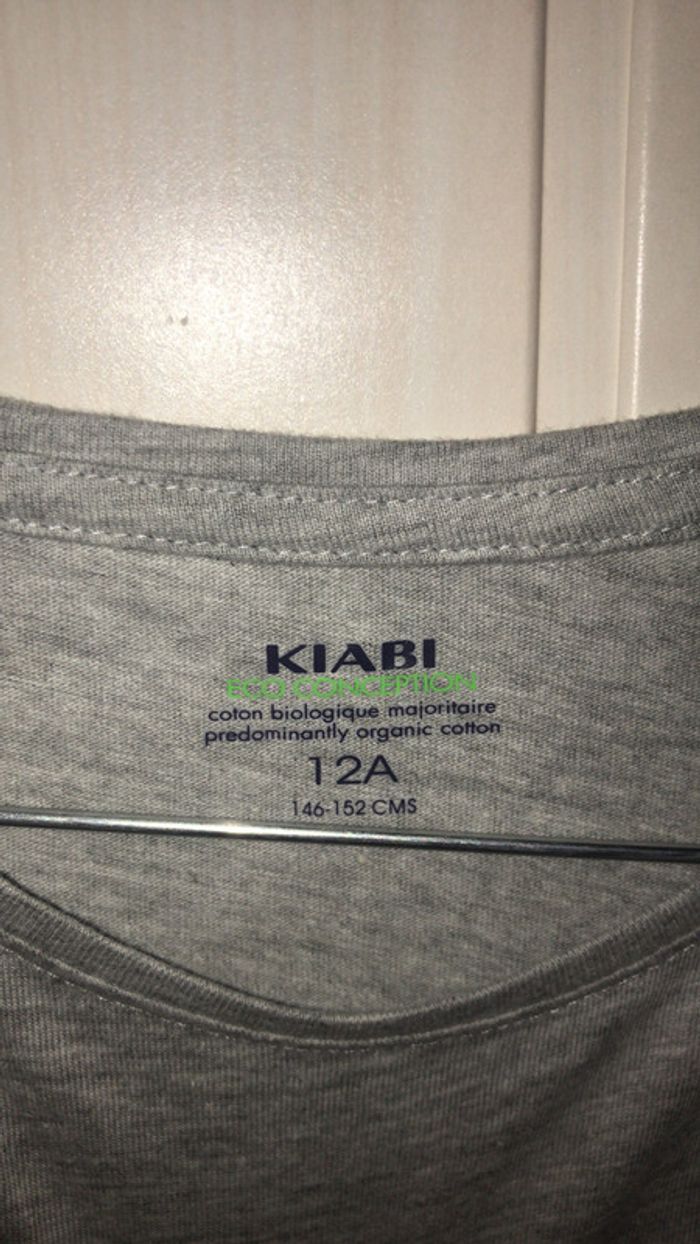 KIABI
ECO CONCEPTION
coton biologique majoritaire
predominantly organic cotton
12A
146-152 CMS